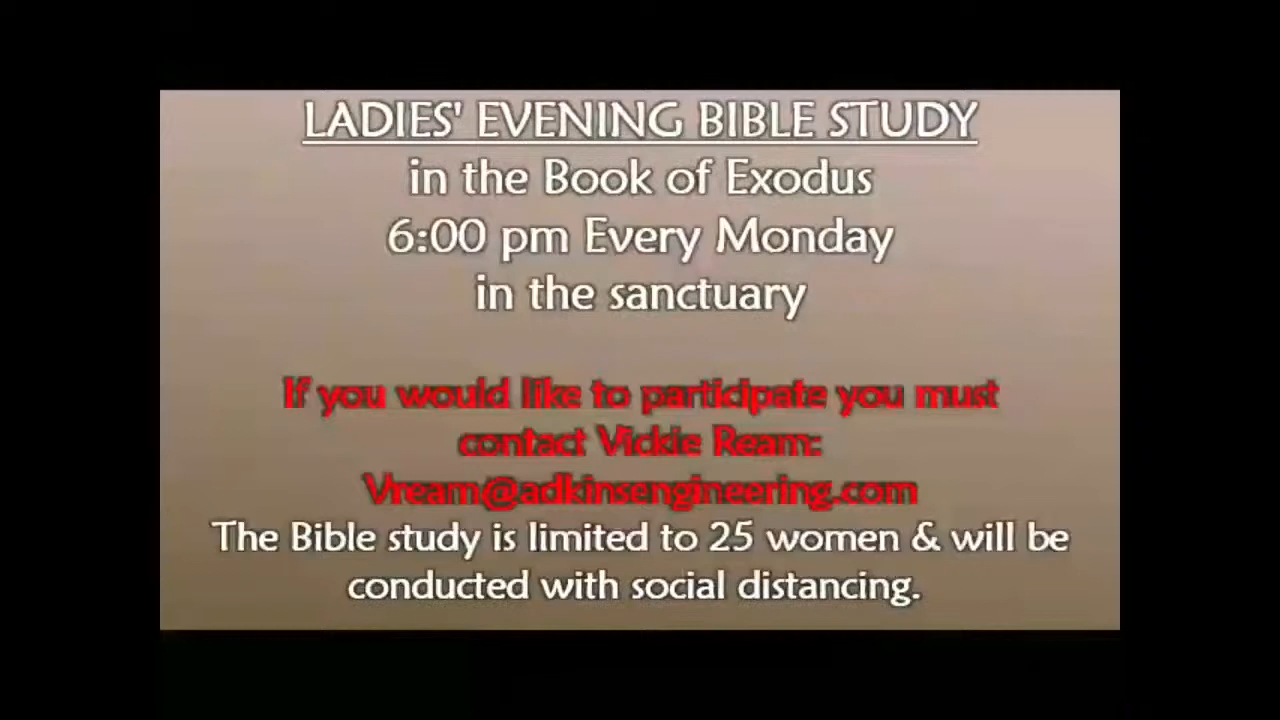 LADIES' EVENING BIBLE STUDY
in the Book of Exodus
6:00 pm Every Monday
in the sanctuary
If you would like to participate you must
contact Vickie Ream:
Vream@adkinsengineering.com
The Bible study is limited to 25 women & will be
conducted with social distancing.